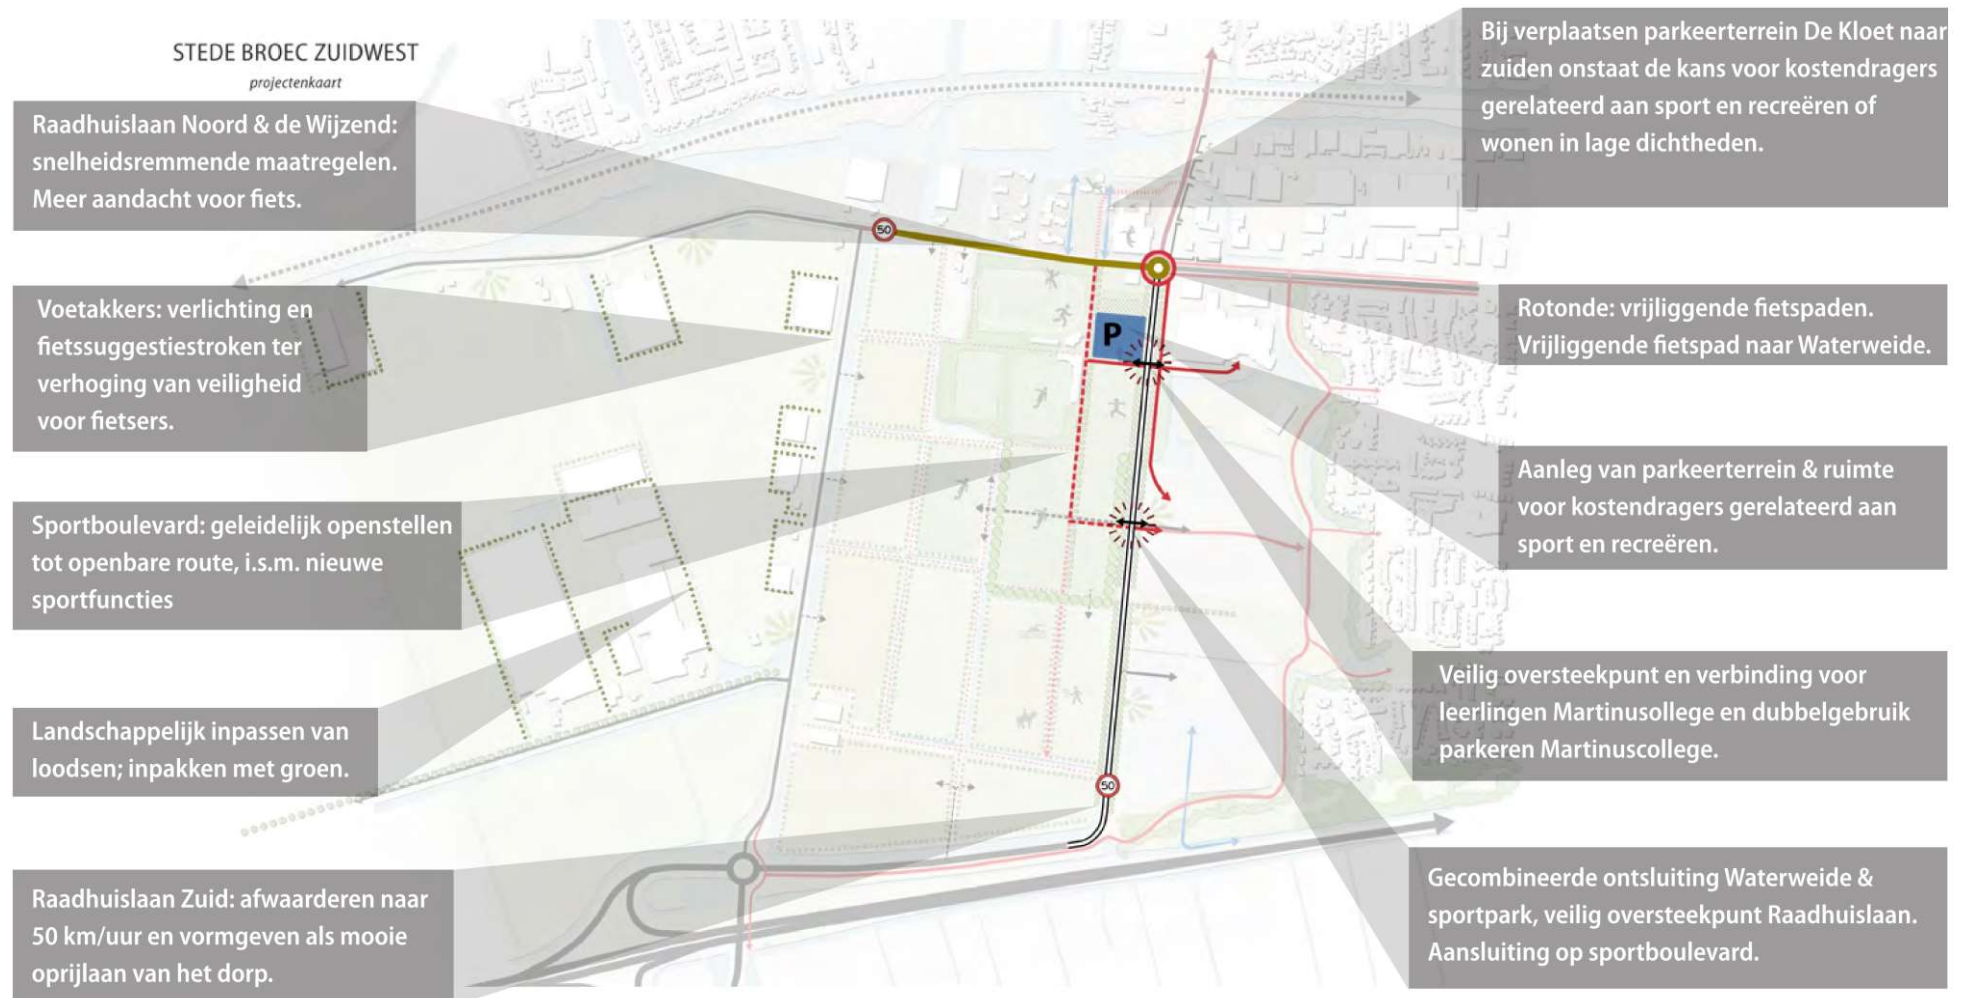 STEDE BROEC ZUIDWEST
projectenkaart
Raadhuislaan Noord & de Wijzend:
snelheidsremmende maatregelen.
Meer aandacht voor fiets.
Voetakkers: verlichting en
fietssuggestiestroken ter
verhoging van veiligheid
voor fietsers.
Sportboulevard: geleidelijk openstellen
tot openbare route, i.s.m. nieuwe
sportfuncties
Landschappelijk inpassen van
loodsen; inpakken met groen.
Raadhuislaan Zuid: afwaarderen naar
50 km/uur en vormgeven als mooie
oprijlaan van het dorp.
50
P
50
Bij verplaatsen parkeerterrein De Kloet naar
zuiden onstaat de kans voor kostendragers
gerelateerd aan sport en recreëren of
wonen in lage dichtheden.
Rotonde: vrijliggende fietspaden.
Vrijliggende fietspad naar Waterweide.
Aanleg van parkeerterrein & ruimte
voor kostendragers gerelateerd aan
sport en recreëren.
Veilig oversteekpunt en verbinding voor
leerlingen Martinusollege en dubbelgebruik
parkeren Martinuscollege.
Gecombineerde ontsluiting Waterweide &
sportpark, veilig oversteekpunt Raadhuislaan.
Aansluiting op sportboulevard.